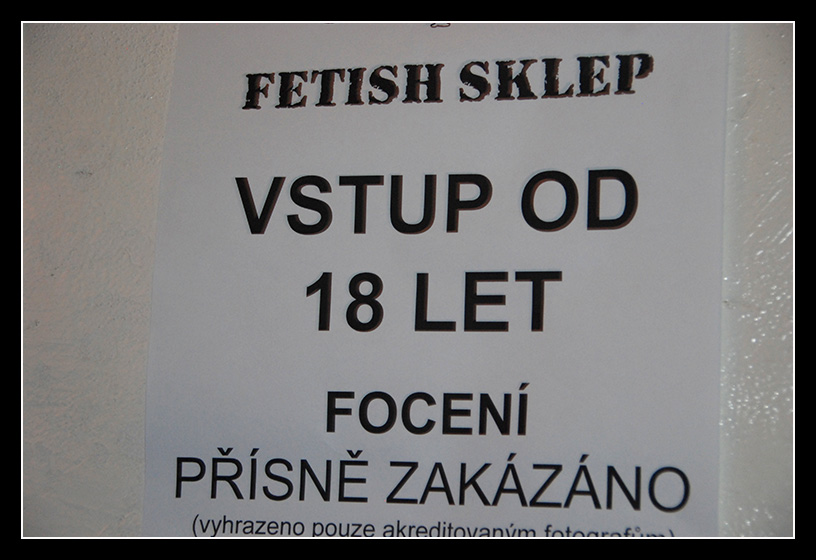 FETISH SKLEP
VSTUP OD
18 LET
FOCENÍ
PŘÍSNĚ ZAKÁZÁNO
(vyhrazeno pouze akreditovaným fotografům)